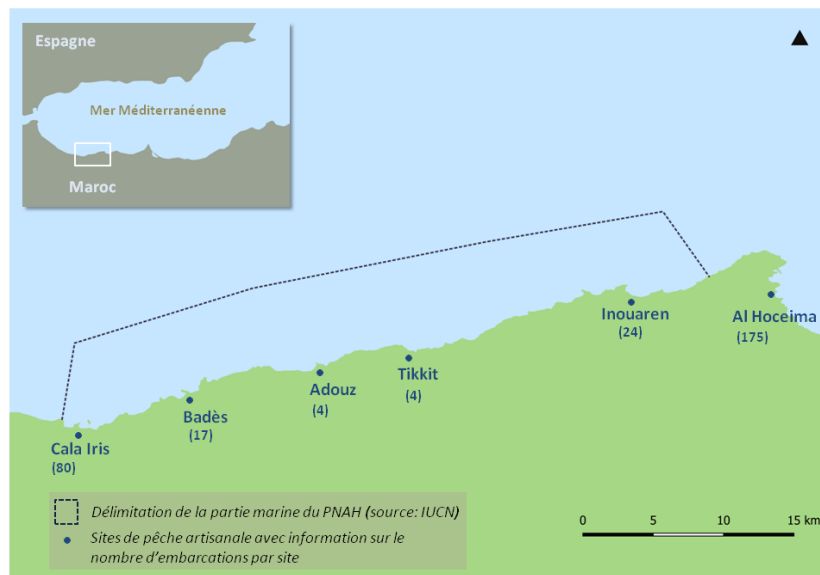 Espagne
Mer Méditerranéenne
Maroc
Inouaren
(24)
Al Hoceima
(175)
Tikkit
(4)
Adouz
(4)
Badès
(17)
Cala Iris
(80)
Délimitation de la partie marine du PNAH (source: IUCN)
Sites de pêche artisanale avec information sur le
nombre d'embarcations par site
0 5 10 15 km